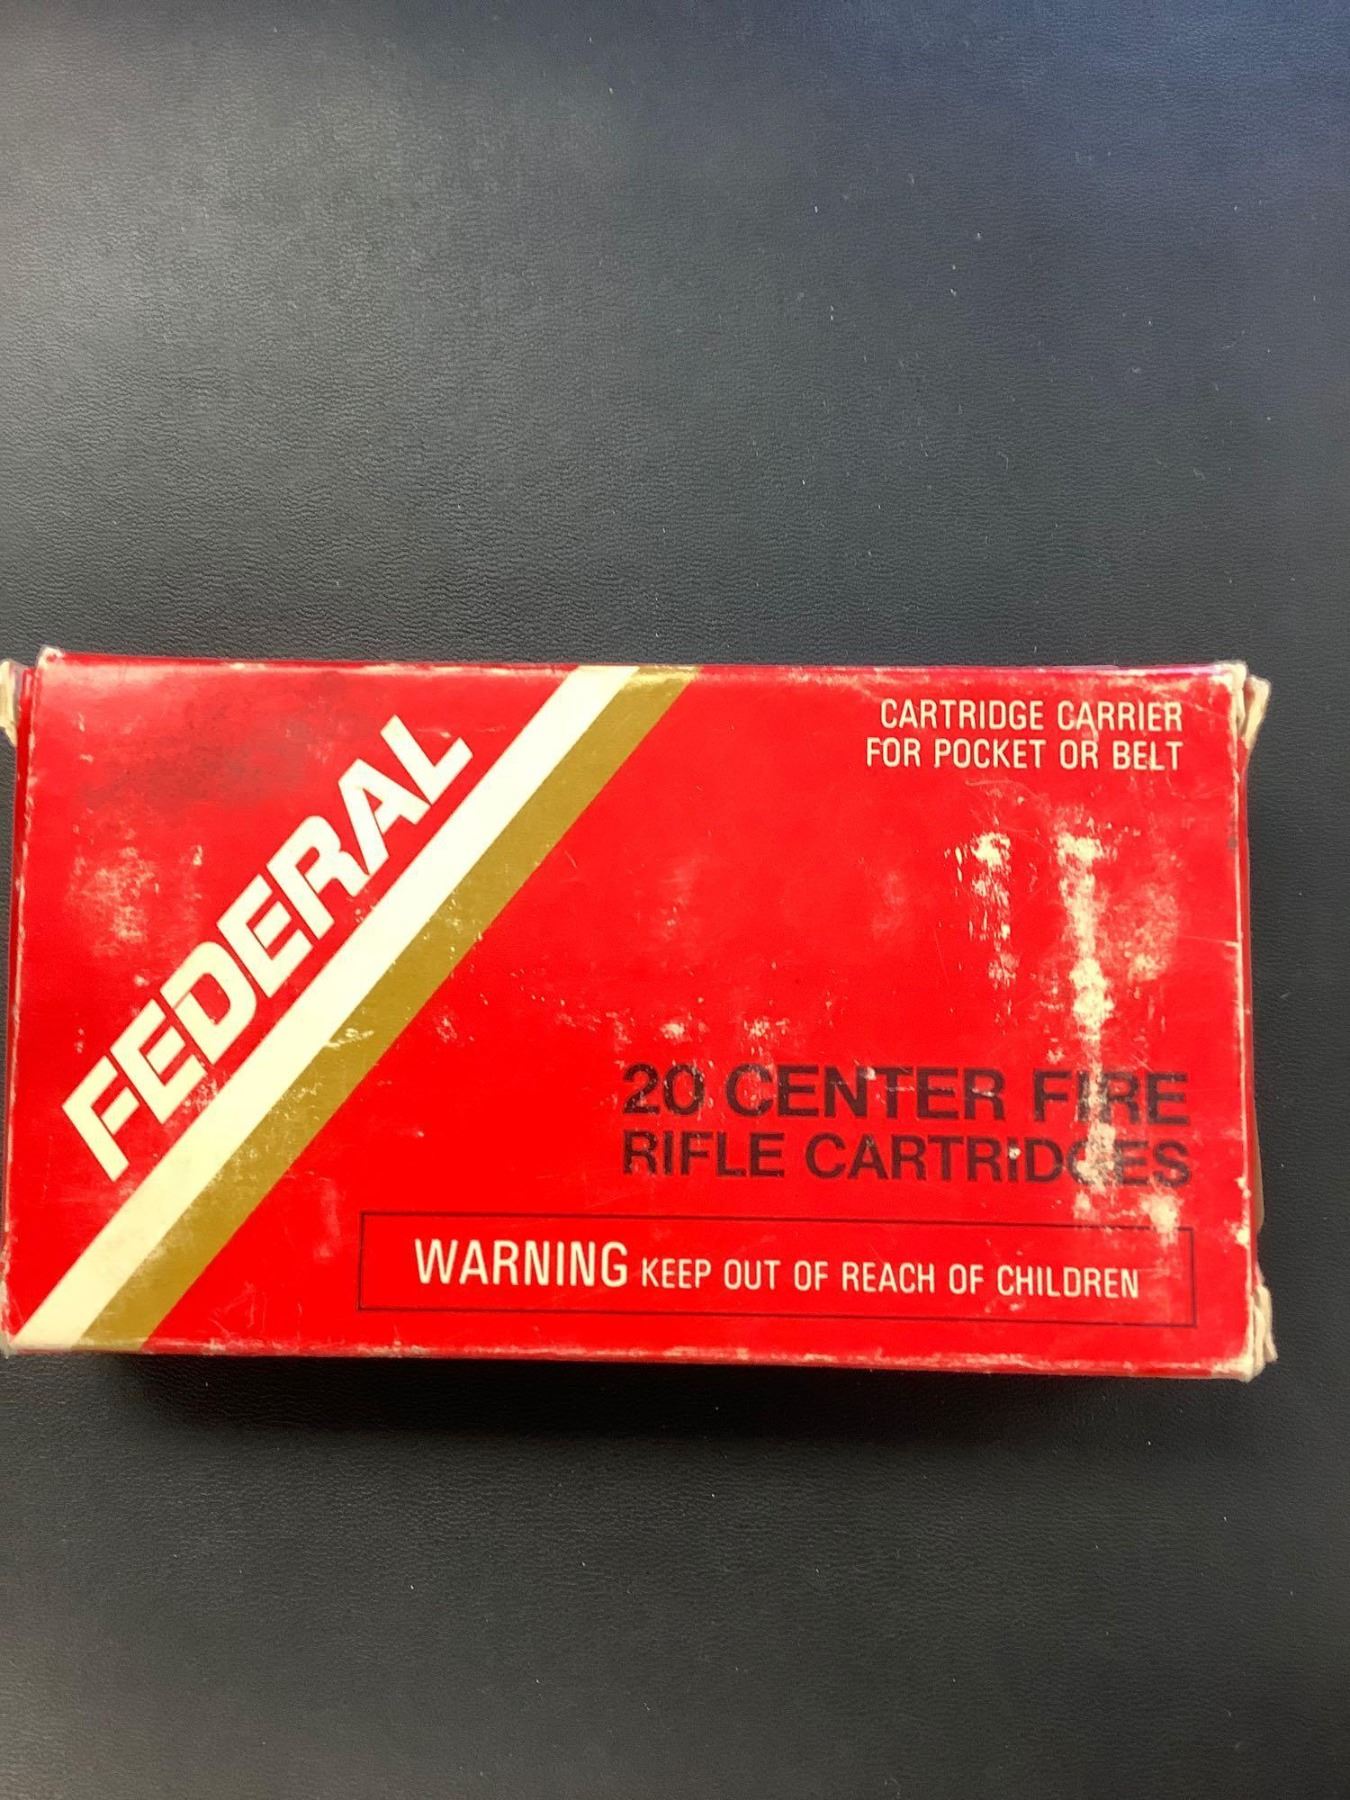 FEDERAL
CARTRIDGE CARRIER
FOR POCKET OR BELT
20 CENTER FIRE
RIFLE CARTRIDGES
WARNING KEEP OUT OF REACH OF CHILDREN